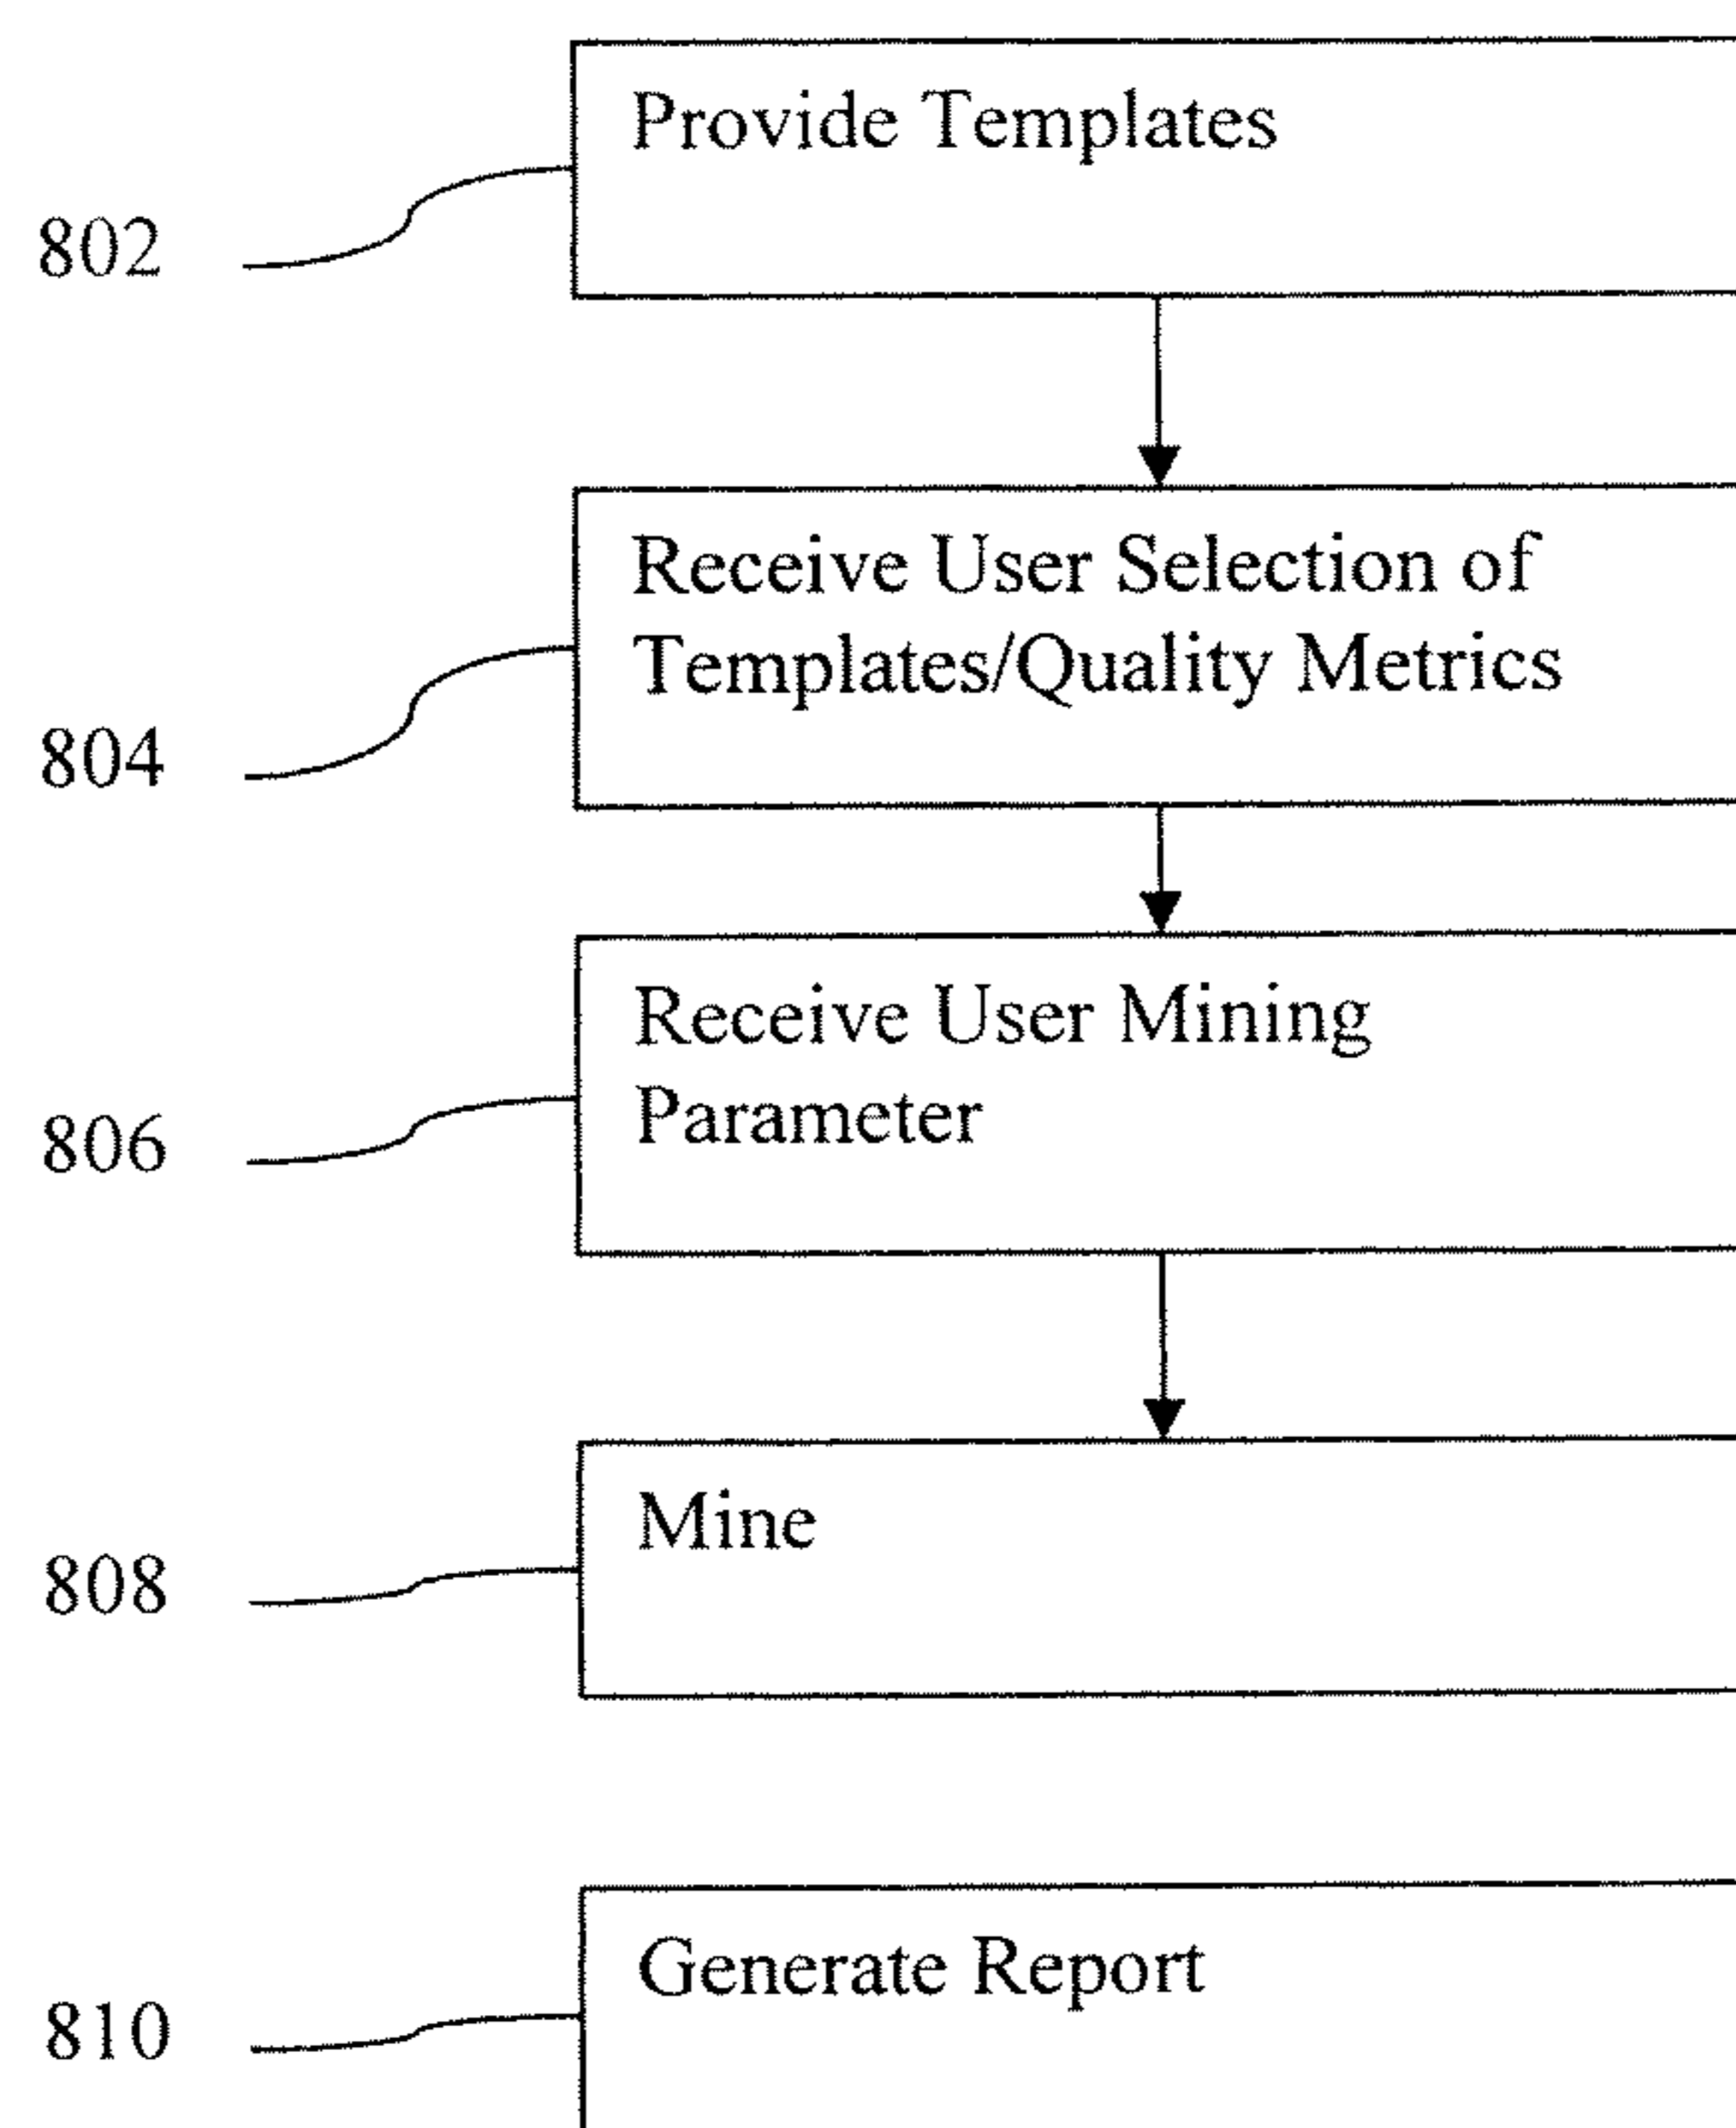 Provide Templates
802
Receive User Selection of
Templates/Quality Metrics
804
Receive User Mining
Parameter
806
Mine
808
Generate Report
810